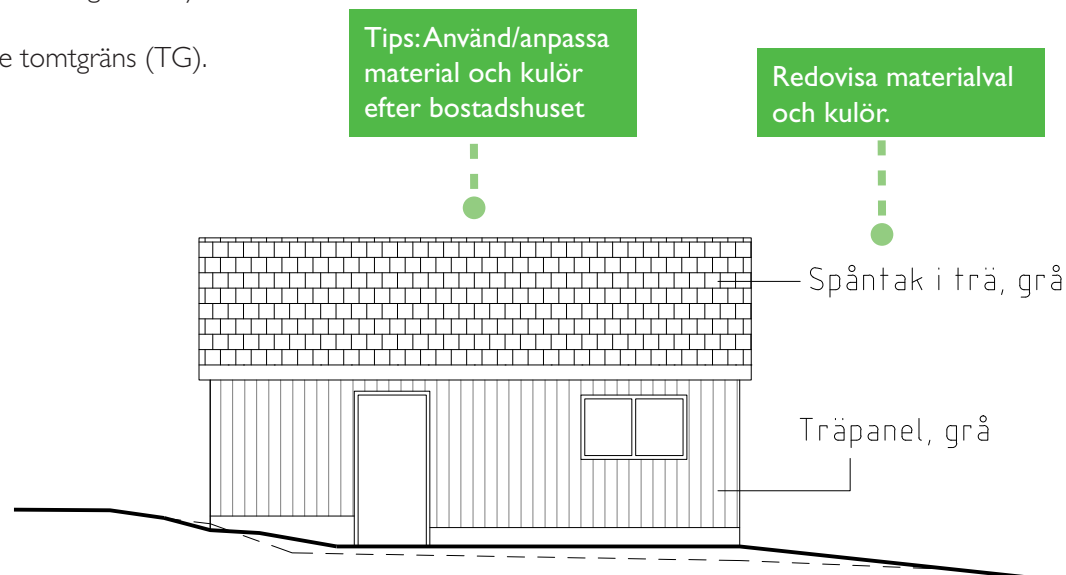 e tomtgräns (TG).
Tips: Använd/anpassa
material och kulör
efter bostadshuset
Redovisa materialval
och kulör.
Spåntak i trä, grå
Träpanel, grå